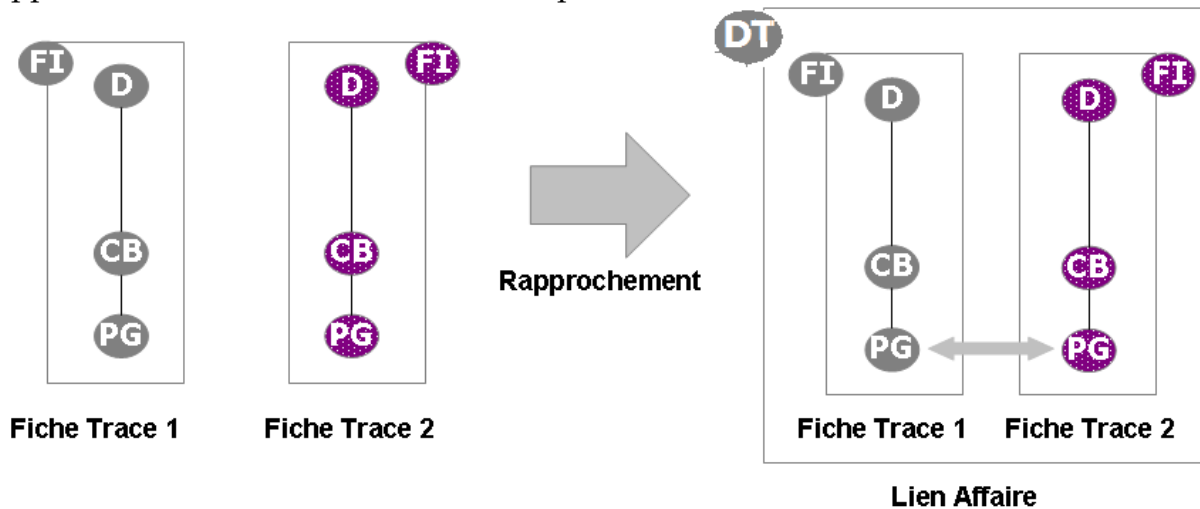 FI
D
CB
PG
Fiche Trace 1
FI
D
CB
PG
Fiche Trace 2
Rapprochement
DT
FI
D
CB
PG
Fiche Trace 1
FI
D
CB
PG
Fiche Trace 2
Lien Affaire